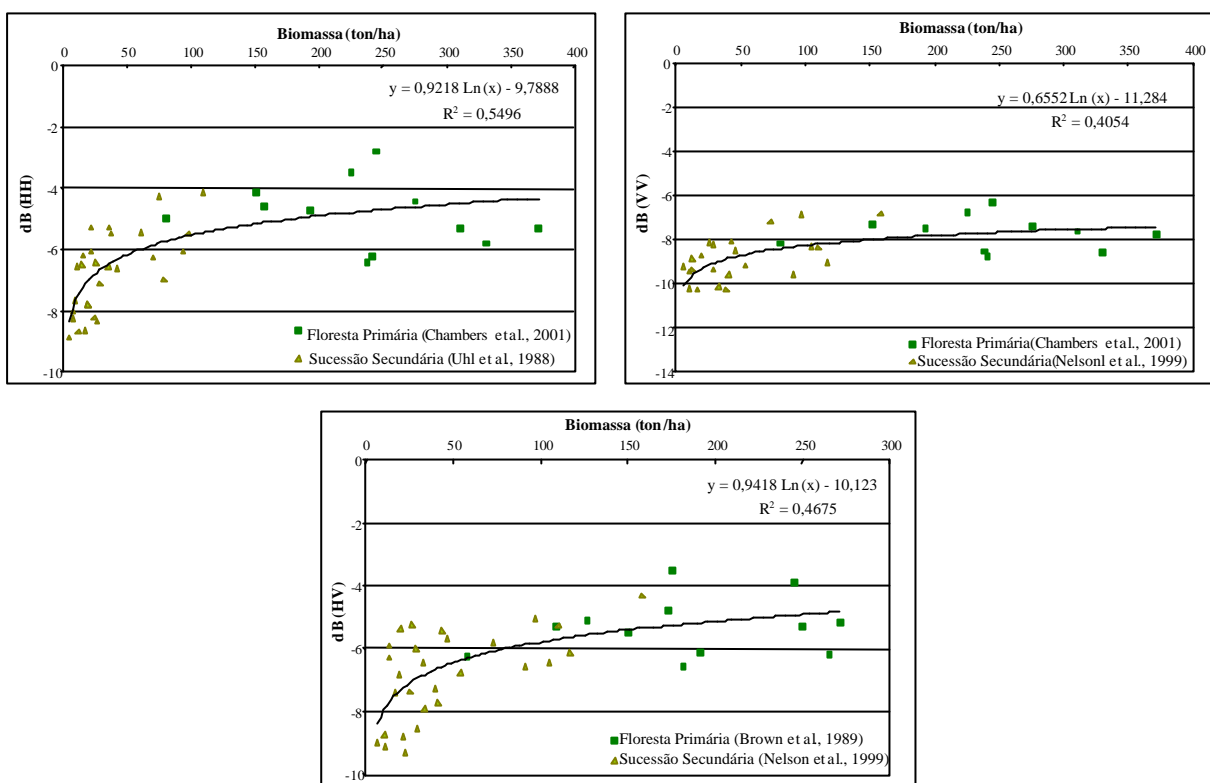 Biomassa (ton/ha)
0 50 100 150 200 250 300 350 400
0
-2
-4
-6
-8
-10
dB (HH)
y = 0,9218 Ln (x) - 9,7888
R² = 0,5496
Floresta Primária (Chambers et al., 2001)
Sucessão Secundária (Uhl et al., 1988)
Biomassa (ton/ha)
0 50 100 150 200 250 300 350 400
0
-2
-4
-6
-8
-10
-12
-14
dB (VV)
y = 0,6552 Ln (x) - 11,284
R² = 0,4054
Floresta Primária(Chambers et al., 2001)
Sucessão Secundária(Nelsonl et al., 1999)
Biomassa (ton/ha)
0 50 100 150 200 250 300
0
-2
-4
-6
-8
-10
dB (HV)
y = 0,9418 Ln (x) - 10,123
R² = 0,4675
Floresta Primária (Brown et al., 1989)
Sucessão Secundária (Nelson et al., 1999)